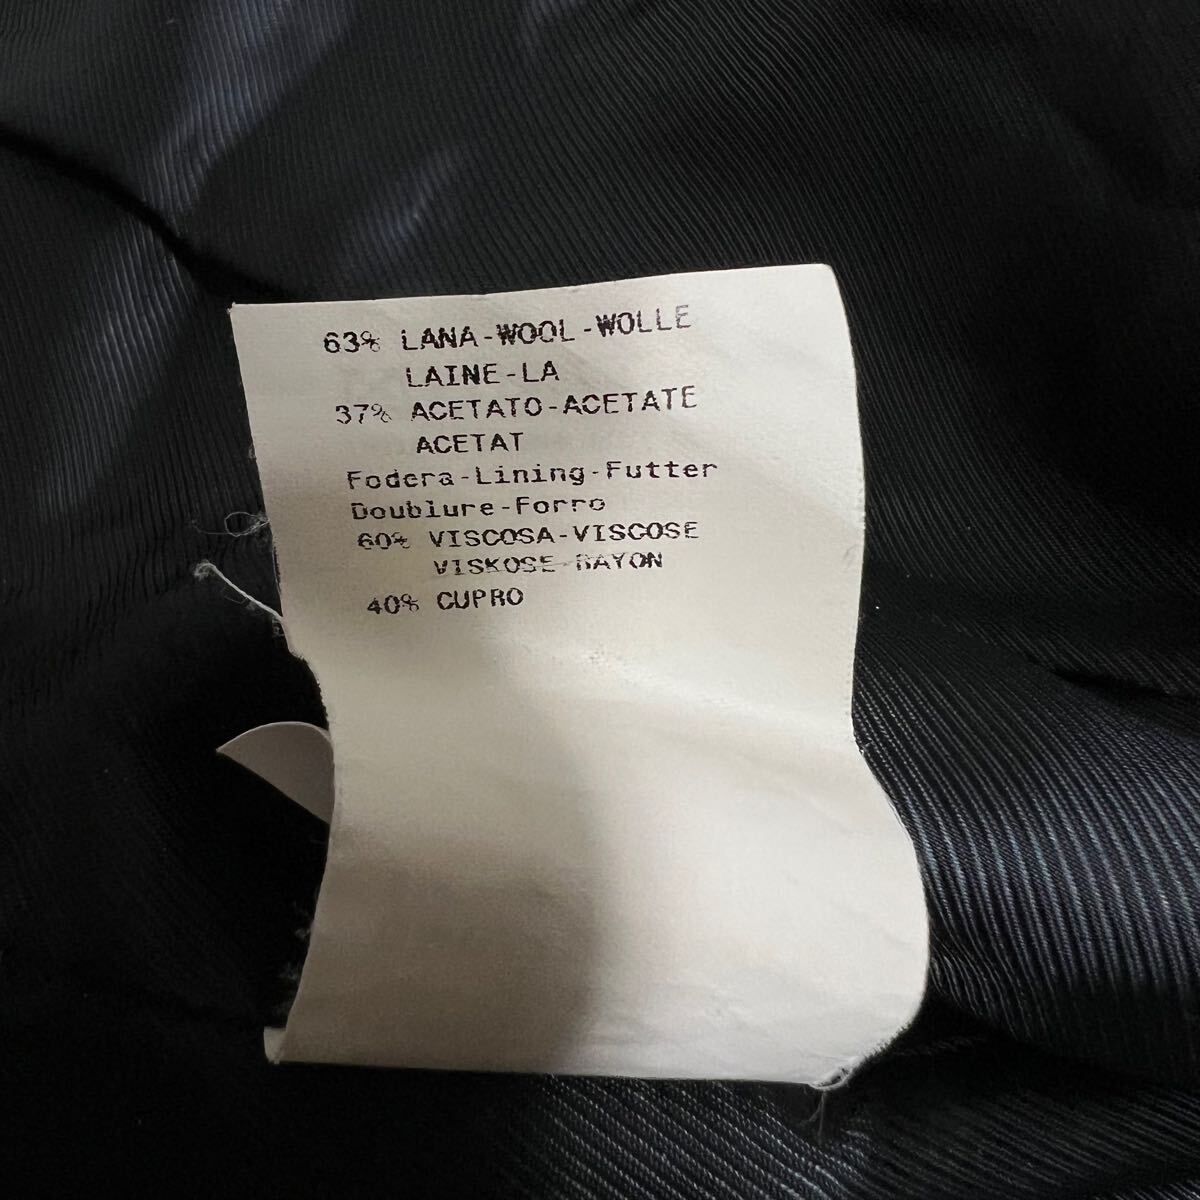 63% LANA-WOOL-WOLLE
LAINE-LA
37% ACETATO-ACETATE
ACETAT
Fodera-Lining-Futter
Doublure-Forro
60% VISCOSA-VISCOSE
VISKOSE-RAYON
40% CUPRO